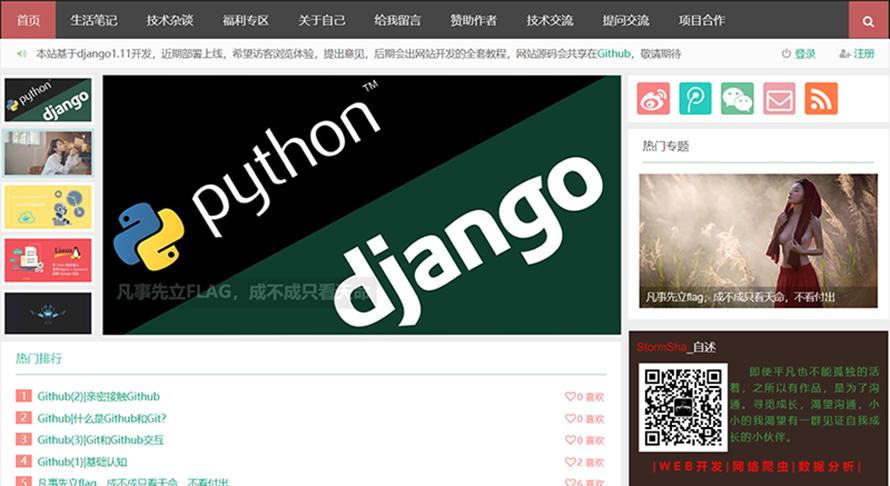 首页 生活笔记 技术杂谈 福利专区 关于自己 给我留言 赞助作者 技术交流 提问交流 项目合作
本站基于django1.11开发，近期部署上线，希望访客浏览体验，提出意见，后期会出网站开发的全套教程，网站源码会共享在Github，敬请期待 登录 注册
python
django
Linux
python™
django
凡事先立FLAG，成不成只看天命
热门专题
凡事先立flag，成不成只看天命，不看付出
热门排行
1 Github(2)|亲密接触Github 0 喜欢
2 Github|什么是Github和Git? 0 喜欢
3 Github(3)|Git和Github交互 0 喜欢
4 Github(1)|基础认知 2 喜欢
5 凡事先立flag，成不成只看天命，不看付出 6 喜欢
StormSha_自述
即使平凡也不能孤独的活
着，之所以有作品，是为了沟
通。寻觅成长，渴望沟通，小
小的我渴望有一群见证自我成
长的小伙伴。
|WEB开发|网络爬虫|数据分析|